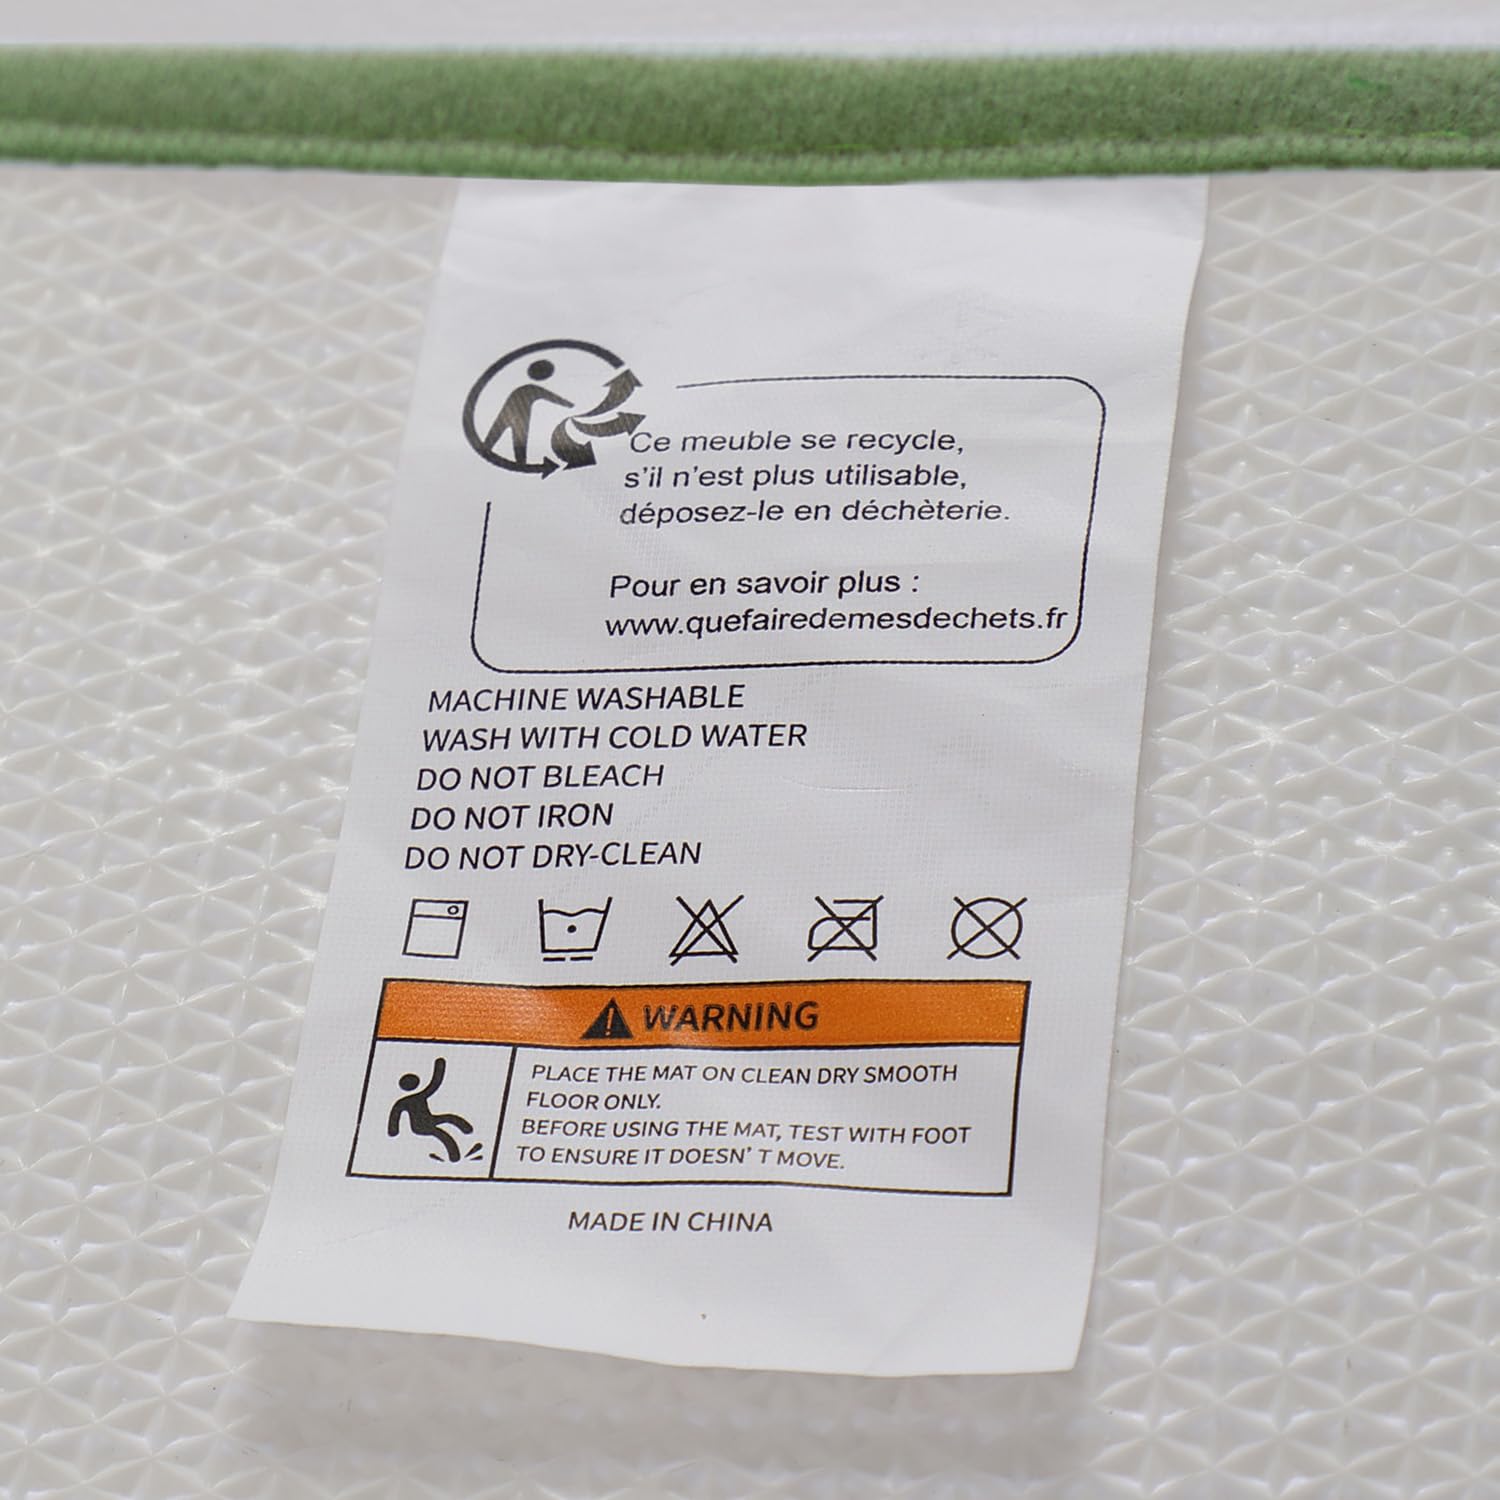 Ce meuble se recycle,
s'il n'est plus utilisable,
déposez-le en déchèterie.
Pour en savoir plus :
www.quefairedemesdechets.fr
MACHINE WASHABLE
WASH WITH COLD WATER
DO NOT BLEACH
DO NOT IRON
DO NOT DRY-CLEAN
WARNING
PLACE THE MAT ON CLEAN DRY SMOOTH
FLOOR ONLY.
BEFORE USING THE MAT, TEST WITH FOOT
TO ENSURE IT DOESN' T MOVE.
MADE IN CHINA